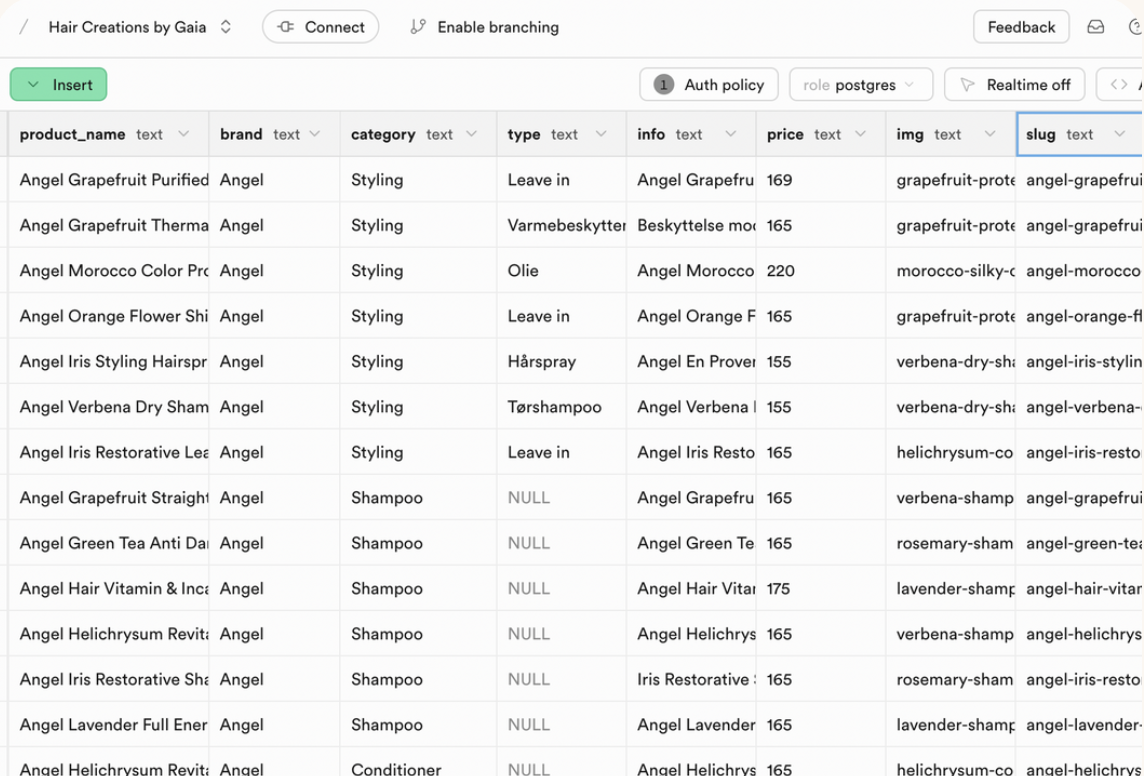 / Hair Creations by Gaia Connect Enable branching Feedback
Insert 1 Auth policy role postgres Realtime off <>
product_name text brand text category text type text info text price text img text slug text
Angel Grapefruit Purified Angel Styling Leave in Angel Grapefru 169 grapefruit-prote angel-grapefrui
Angel Grapefruit Therma Angel Styling Varmebeskytter Beskyttelse moc 165 grapefruit-prote angel-grapefrui
Angel Morocco Color Pro Angel Styling Olie Angel Morocco 220 morocco-silky-c angel-morocco
Angel Orange Flower Shi Angel Styling Leave in Angel Orange F 165 grapefruit-prote angel-orange-fl
Angel Iris Styling Hairspr Angel Styling Hårspray Angel En Prover 155 verbena-dry-sha angel-iris-stylin
Angel Verbena Dry Sham Angel Styling Tørshampoo Angel Verbena 155 verbena-dry-sha angel-verbena-
Angel Iris Restorative Lea Angel Styling Leave in Angel Iris Resto 165 helichrysum-co angel-iris-resto
Angel Grapefruit Straight Angel Shampoo NULL Angel Grapefru 165 verbena-shamp angel-grapefrui
Angel Green Tea Anti Dar Angel Shampoo NULL Angel Green Te 165 rosemary-sham angel-green-tea
Angel Hair Vitamin & Inca Angel Shampoo NULL Angel Hair Vitar 175 lavender-shamp angel-hair-vitar
Angel Helichrysum Revita Angel Shampoo NULL Angel Helichrys 165 verbena-shamp angel-helichrys
Angel Iris Restorative Sha Angel Shampoo NULL Iris Restorative 165 rosemary-sham angel-iris-resto
Angel Lavender Full Ener Angel Shampoo NULL Angel Lavender 165 lavender-shamp angel-lavender-
Angel Helichrysum Revita Angel Conditioner NULL Angel Helichrys 165 helichrysum-co angel-helichrys